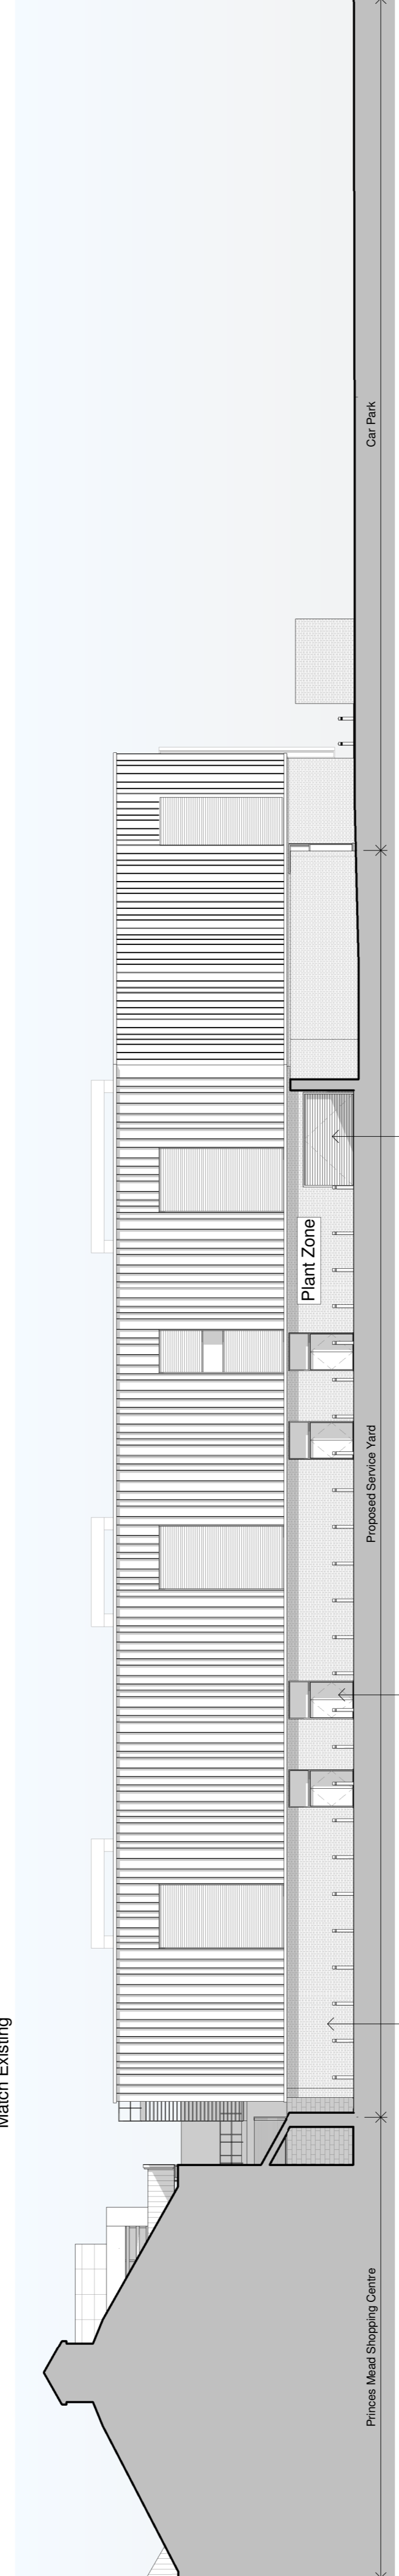 Match Existing
Princes Mead Shopping Centre
Proposed Service Yard
Plant Zone
Car Park